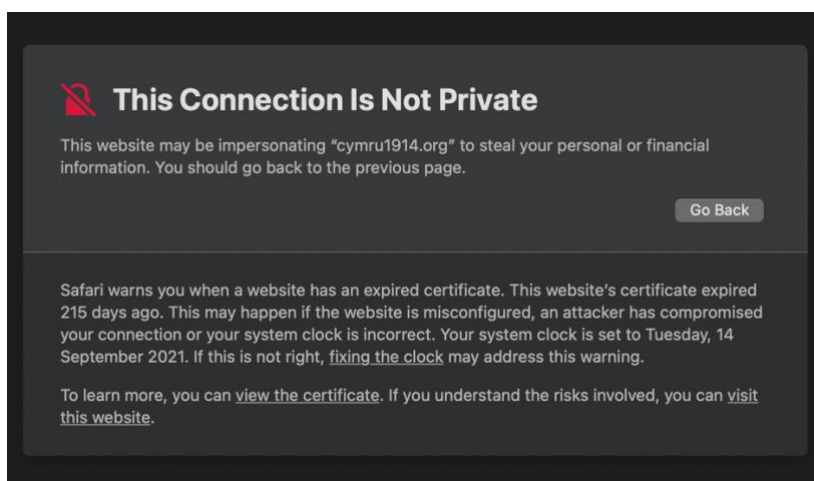 This Connection Is Not Private
This website may be impersonating “cymru1914.org” to steal your personal or financial
information. You should go back to the previous page.
Go Back
Safari warns you when a website has an expired certificate. This website’s certificate expired
215 days ago. This may happen if the website is misconfigured, an attacker has compromised
your connection or your system clock is incorrect. Your system clock is set to Tuesday, 14
September 2021. If this is not right, fixing the clock may address this warning.
To learn more, you can view the certificate. If you understand the risks involved, you can visit
this website.